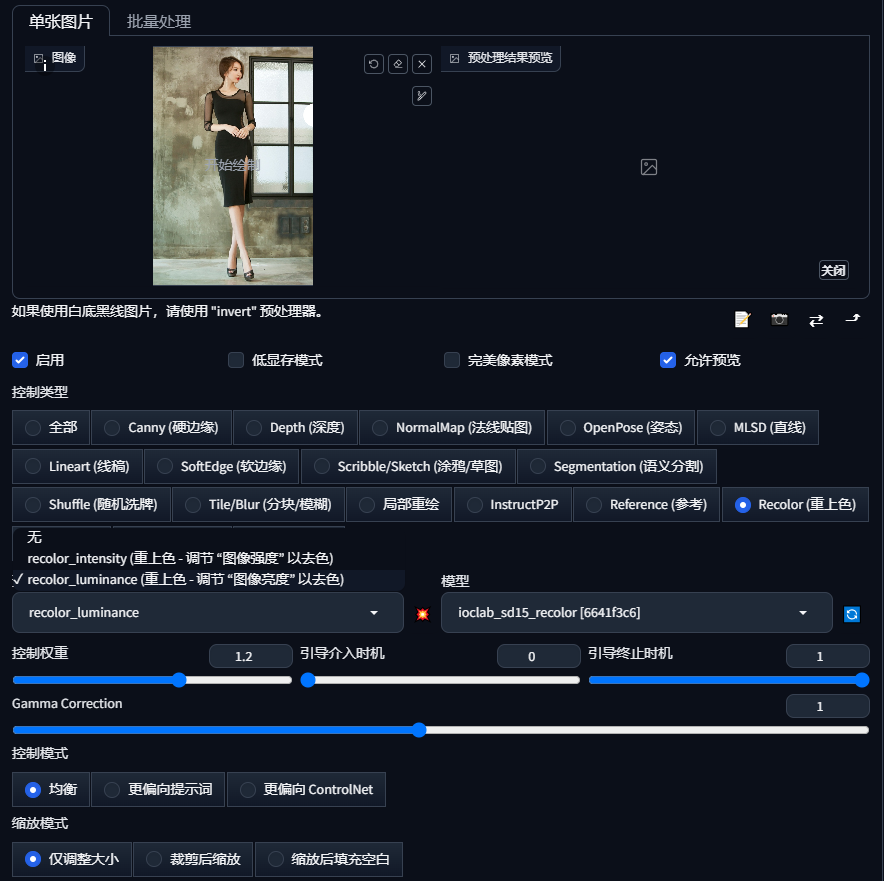 单张图片 批量处理
图像 预处理结果预览
开始绘制
关闭
如果使用白底黑线图片，请使用 "invert" 预处理器。
启用 低显存模式 完美像素模式 允许预览
控制类型
全部 Canny (硬边缘) Depth (深度) NormalMap (法线贴图) OpenPose (姿态) MLSD (直线)
Lineart (线稿) SoftEdge (软边缘) Scribble/Sketch (涂鸦/草图) Segmentation (语义分割)
Shuffle (随机洗牌) Tile/Blur (分块/模糊) 局部重绘 InstructP2P Reference (参考) Recolor (重上色)
无
recolor_intensity (重上色 - 调节 “图像强度” 以去色)
✓ recolor_luminance (重上色 - 调节 “图像亮度” 以去色) 模型
recolor_luminance ioclab_sd15_recolor [6641f3c6]
控制权重 1.2 引导介入时机 0 引导终止时机 1
Gamma Correction 1
控制模式
均衡 更偏向提示词 更偏向 ControlNet
缩放模式
仅调整大小 裁剪后缩放 缩放后填充空白